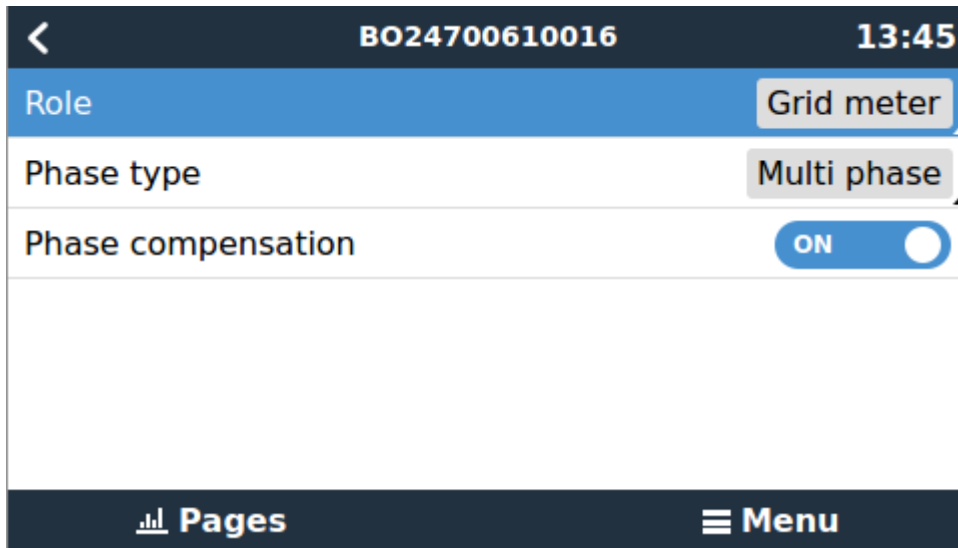 BO24700610016 13:45
Role Grid meter
Phase type Multi phase
Phase compensation ON
Pages Menu